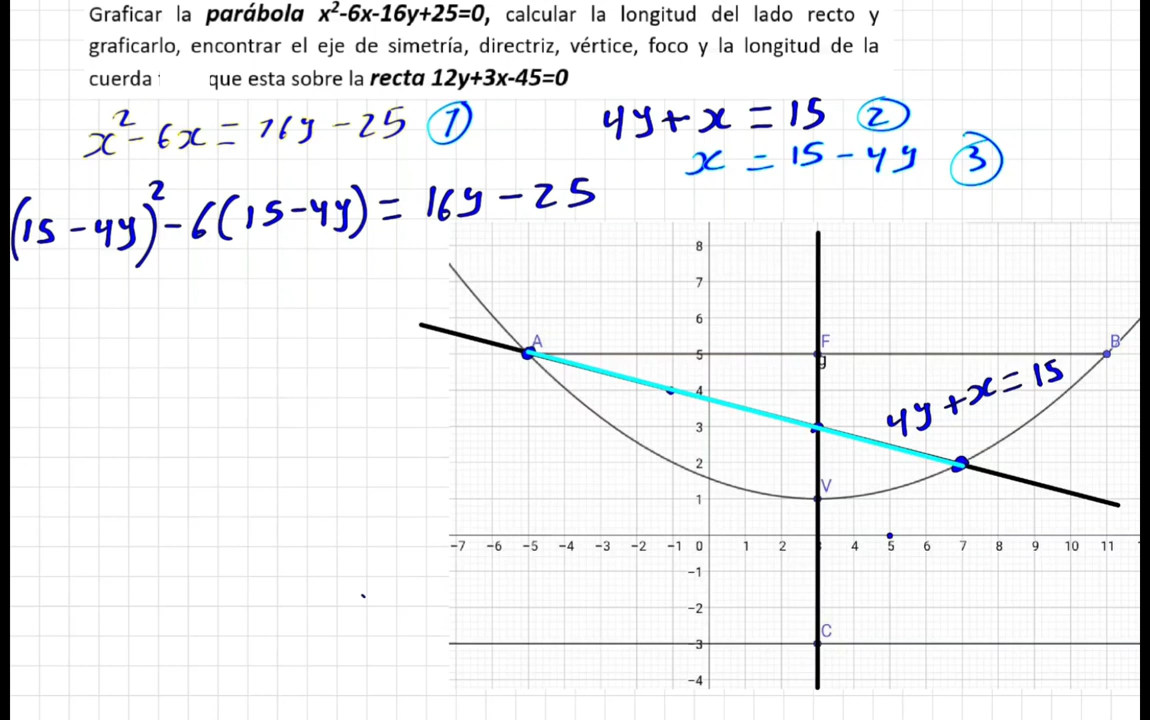 Graficar la parábola x²-6x-16y+25=0, calcular la longitud del lado recto y
graficarlo, encontrar el eje de simetría, directriz, vértice, foco y la longitud de la
cuerda que esta sobre la recta 12y+3x-45=0
x² - 6x = 16y - 25 ①
4y + x = 15 ②
x = 15 - 4y ③
(15 - 4y)² - 6(15 - 4y) = 16y - 25
8
7
6
A F B
5
g
4
4y + x = 15
3
2
V
1
-7 -6 -5 -4 -3 -2 -1 0 1 2 3 4 5 6 7 8 9 10 11
-1
-2
C
-3
-4